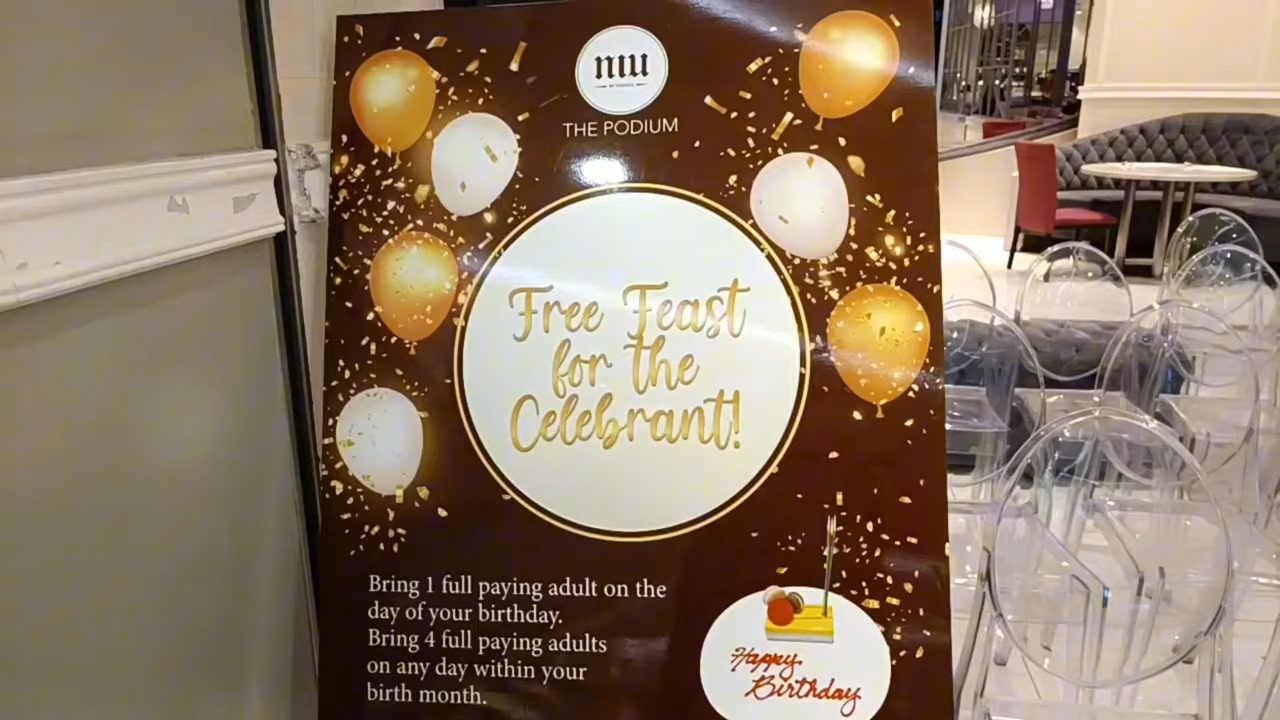 niu
THE PODIUM
Free Feast
for the
Celebrant!
Bring 1 full paying adult on the
day of your birthday.
Bring 4 full paying adults
on any day within your
birth month.
Happy
Birthday